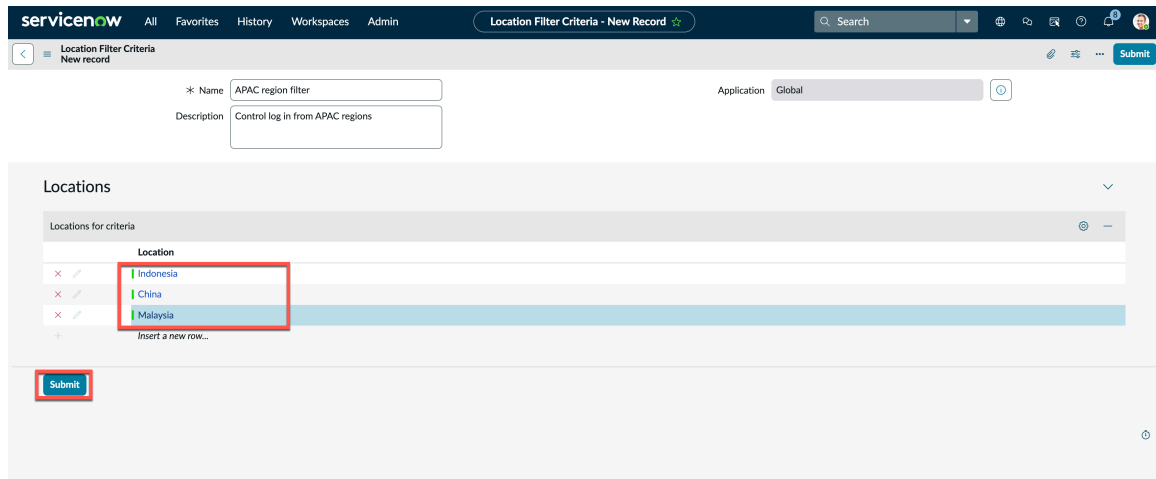 servicenow All Favorites History Workspaces Admin Location Filter Criteria - New Record Search 8
Location Filter Criteria
New record
Submit
Name APAC region filter Application Global
Description Control log in from APAC regions
Locations
Locations for criteria
Location
Indonesia
China
Malaysia
Insert a new row...
Submit